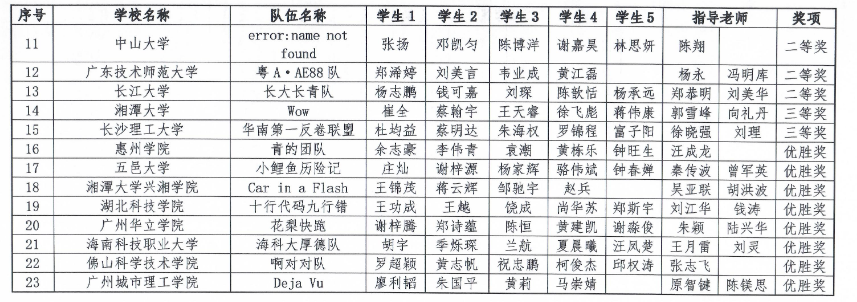 序号 学校名称 队伍名称 学生1 学生2 学生3 学生4 学生5 指导老师 奖项
11 中山大学 error:name not found 张扬 邓凯匀 陈博洋 谢嘉昊 林思妍 陈翔 二等奖
12 广东技术师范大学 粤A·AE88队 郑浠婷 刘美言 韦业成 黄江磊 杨永 冯明库 二等奖
13 长江大学 长大长青队 杨志鹏 钱可嘉 刘琛 陈歆恬 杨承远 郑恭明 刘美华 二等奖
14 湘潭大学 Wow 崔全 蔡翰宇 王天睿 徐飞彪 蒋伟康 郭雪峰 向礼丹 三等奖
15 长沙理工大学 华南第一反卷联盟 杜均益 蔡明达 朱海权 罗锦程 富子阳 徐晓强 刘理 三等奖
16 惠州学院 青的团队 余志豪 李伟青 袁潮 黄栋乐 钟旺生 汪成龙 优胜奖
17 五邑大学 小鲤鱼历险记 庄灿 谢梓源 杨家辉 骆伟斌 钟春婵 秦传波 曾军英 优胜奖
18 湘潭大学兴湘学院 Car in a Flash 王锦茂 蒋云辉 邹驰宇 赵兵 吴亚联 胡洪波 优胜奖
19 湖北科技学院 十行代码九行错 王功成 王越 饶成 尚华苏 郑斯宇 刘江华 钱涛 优胜奖
20 广州华立学院 花梨快跑 谢梓腾 郑诗蕴 陈恒 黄建凯 谢淼俊 朱颖 陆兴华 优胜奖
21 海南科技职业大学 海科大厚德队 胡宇 季烁琛 兰航 夏晨曦 汪凤楚 王月雷 刘灵 优胜奖
22 佛山科学技术学院 啊对对队 罗超颖 黄志帆 祝忠鹏 柯俊杰 邱权涛 张志飞 优胜奖
23 广州城市理工学院 Deja Vu 廖利韬 朱国平 黄莉 马崇婧 原智键 陈镁思 优胜奖